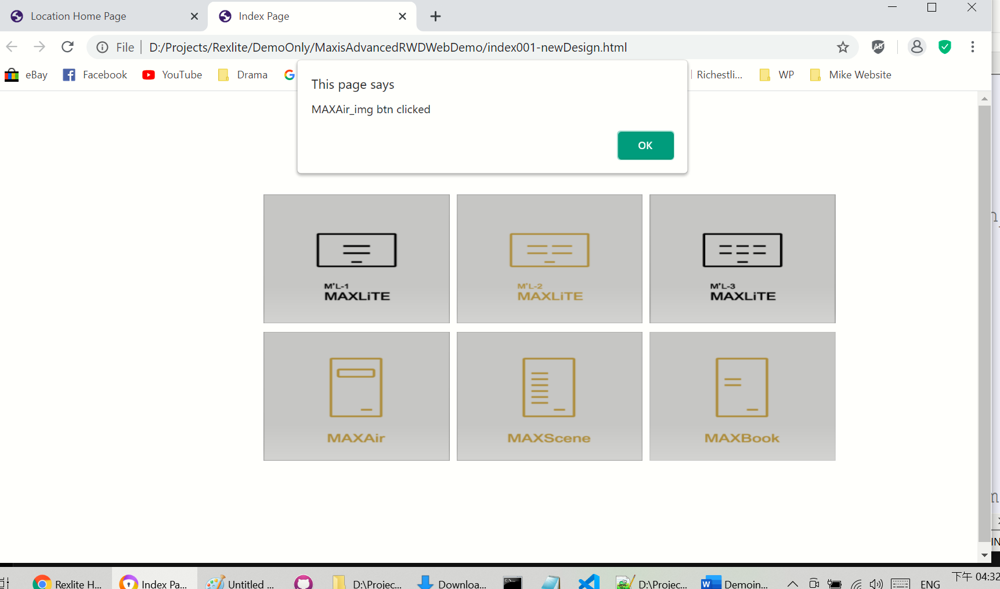 Location Home Page
Index Page
File
D:/Projects/Rexlite/DemoOnly/MaxisAdvancedRWDWebDemo/index001-newDesign.html
eBay
Facebook
YouTube
Drama
Richestli...
WP
Mike Website
This page says
MAXAir_img btn clicked
OK
M'L-1
MAXLiTE
M'L-2
MAXLiTE
M'L-3
MAXLiTE
MAXAir
MAXScene
MAXBook
Rexlite H...
Index Pa...
Untitled ...
D:\Projec...
Downloa...
D:\Projec...
Demoin...
ENG
下午 04:32